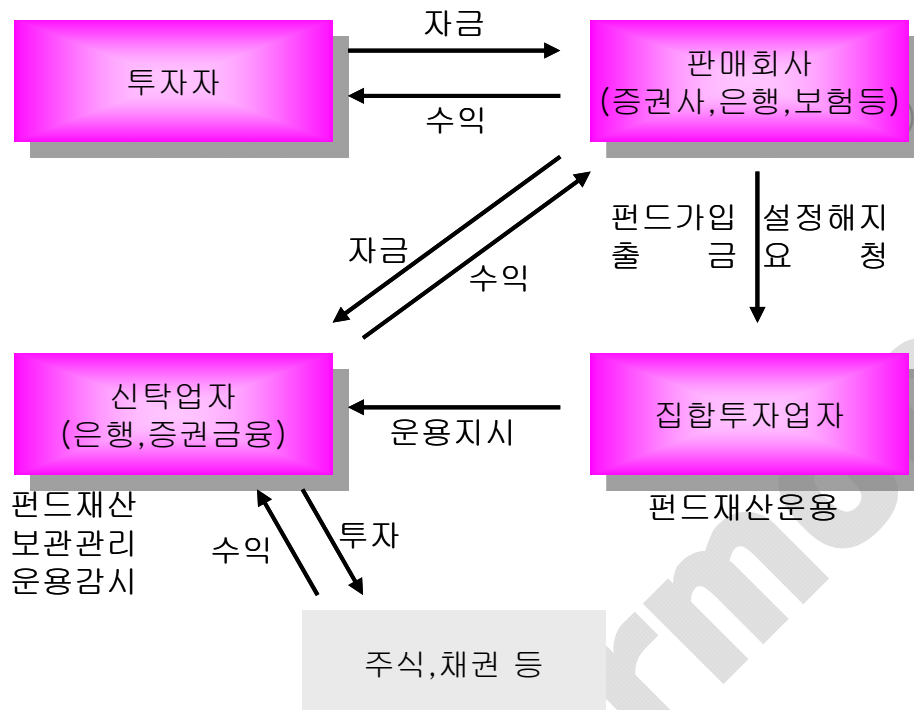 자금
투자자
판매회사
(증권사,은행,보험등)
수익
펀드가입 설정해지
출 금 요 청
자금
수익
신탁업자
(은행,증권금융)
운용지시
집합투자업자
펀드재산
보관관리
운용감시
펀드재산운용
수익
투자
주식,채권 등